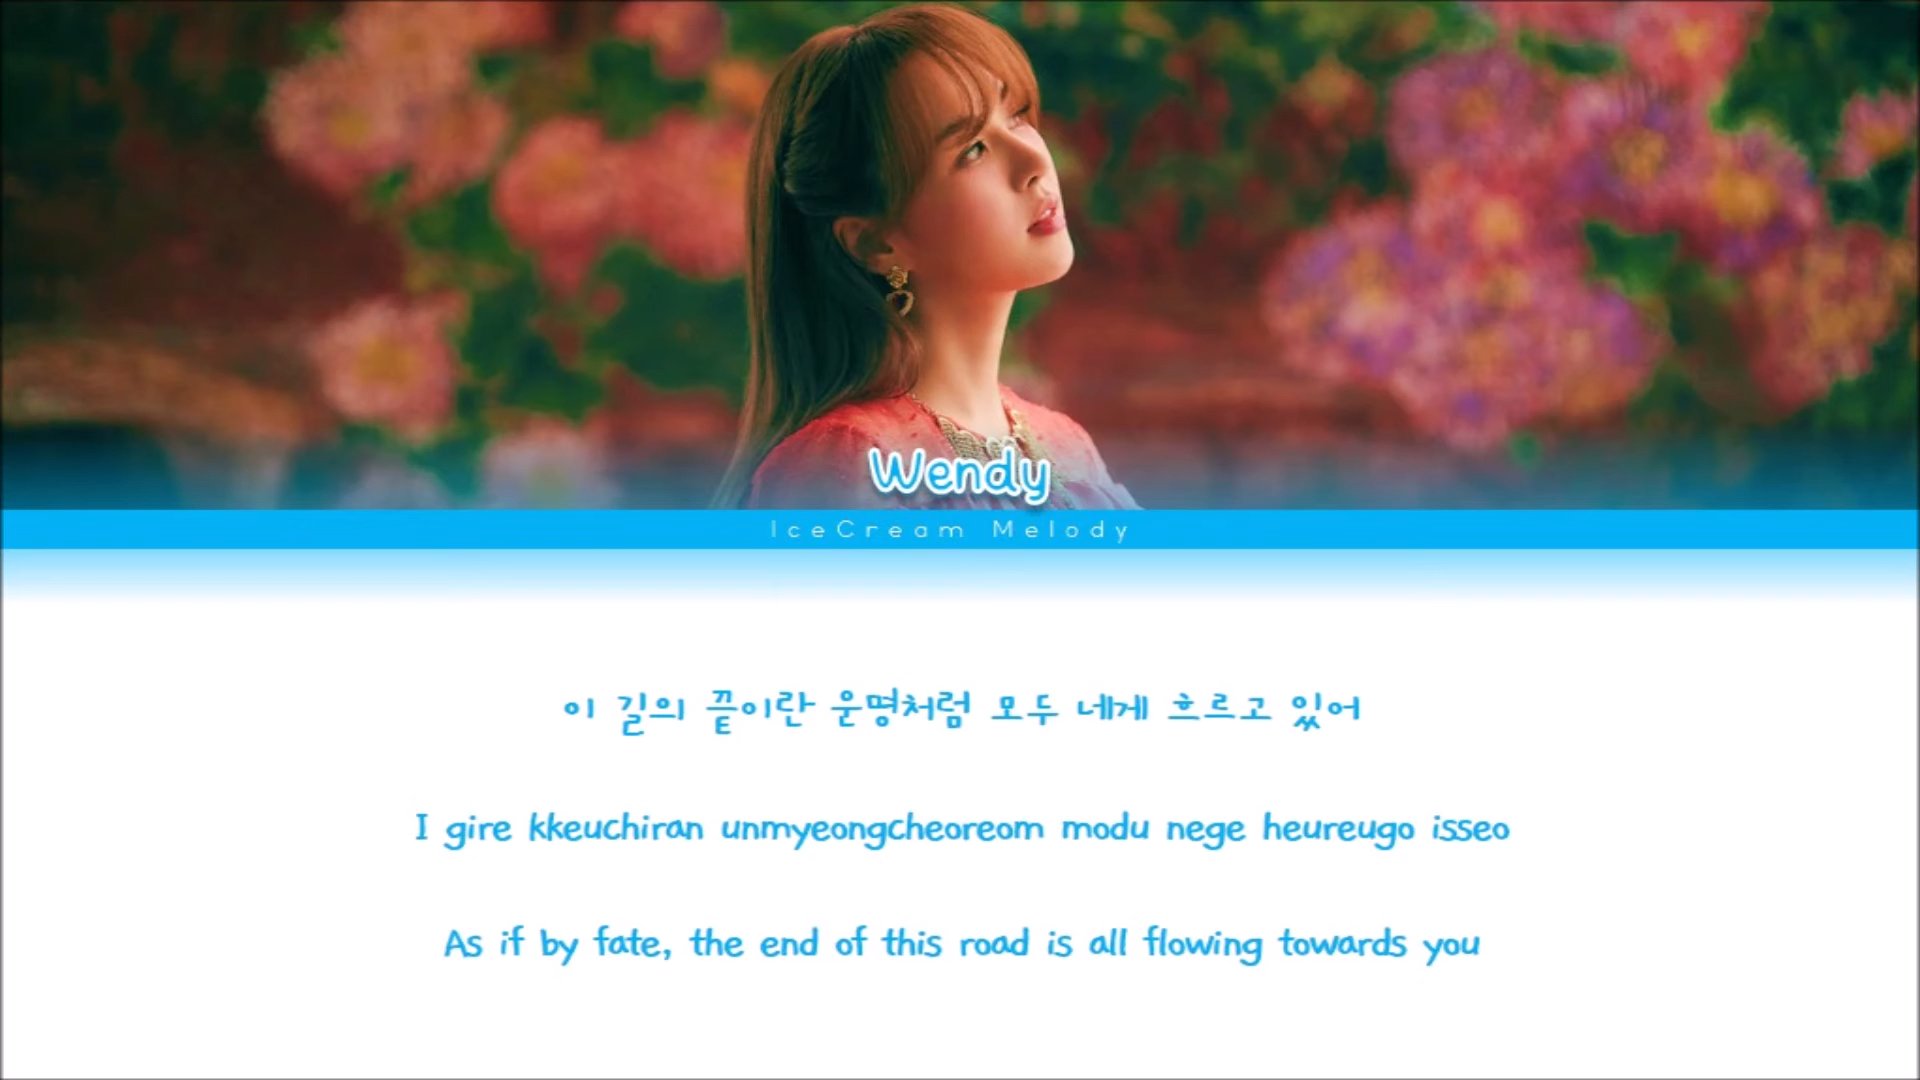 Wendy
IceCream Melody
이 길의 끝이란 운명처럼 모두 네게 흐르고 있어
I gire kkeuchiran unmyeongcheoreom modu nege heureugo isseo
As if by fate, the end of this road is all flowing towards you